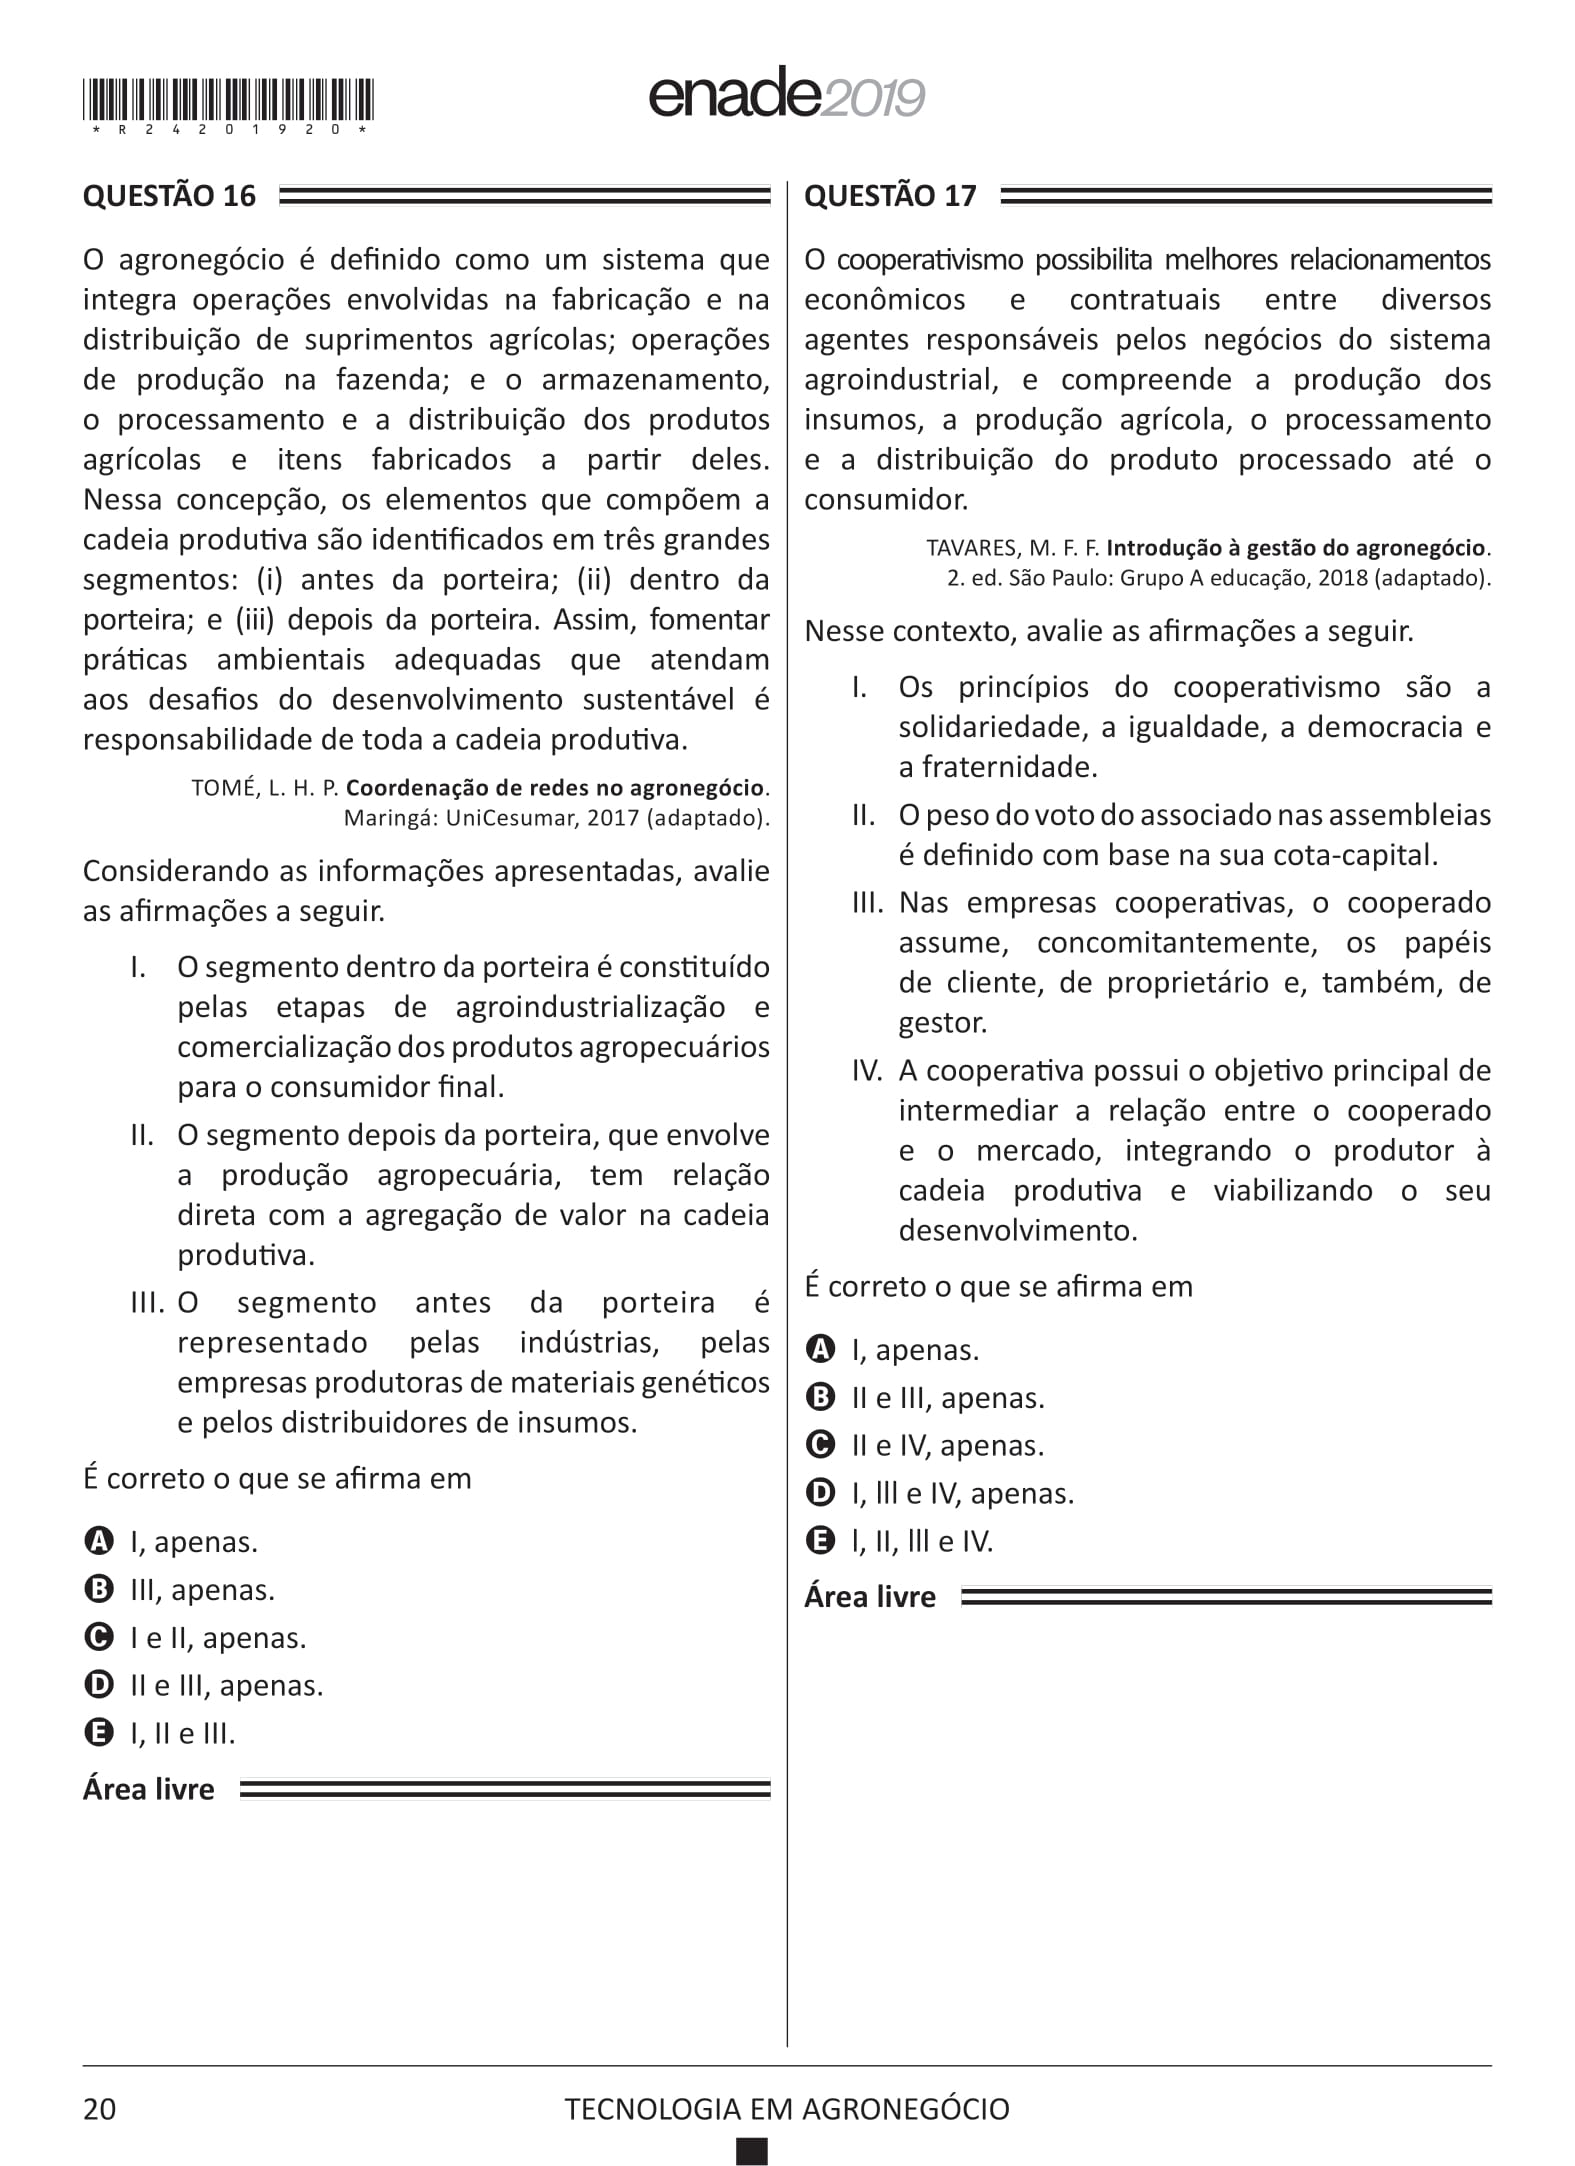 *R24201920*
enade2019
QUESTÃO 16
O agronegócio é definido como um sistema que
integra operações envolvidas na fabricação e na
distribuição de suprimentos agrícolas; operações
de produção na fazenda; e o armazenamento,
o processamento e a distribuição dos produtos
agrícolas e itens fabricados a partir deles.
Nessa concepção, os elementos que compõem a
cadeia produtiva são identificados em três grandes
segmentos: (i) antes da porteira; (ii) dentro da
porteira; e (iii) depois da porteira. Assim, fomentar
práticas ambientais adequadas que atendam
aos desafios do desenvolvimento sustentável é
responsabilidade de toda a cadeia produtiva.
TOMÉ, L. H. P. Coordenação de redes no agronegócio.
Maringá: UniCesumar, 2017 (adaptado).
Considerando as informações apresentadas, avalie
as afirmações a seguir.
I. O segmento dentro da porteira é constituído
pelas etapas de agroindustrialização e
comercialização dos produtos agropecuários
para o consumidor final.
II. O segmento depois da porteira, que envolve
a produção agropecuária, tem relação
direta com a agregação de valor na cadeia
produtiva.
III. O segmento antes da porteira é
representado pelas indústrias, pelas
empresas produtoras de materiais genéticos
e pelos distribuidores de insumos.
É correto o que se afirma em
A I, apenas.
B III, apenas.
C I e II, apenas.
D II e III, apenas.
E I, II e III.
Área livre
QUESTÃO 17
O cooperativismo possibilita melhores relacionamentos
econômicos e contratuais entre diversos
agentes responsáveis pelos negócios do sistema
agroindustrial, e compreende a produção dos
insumos, a produção agrícola, o processamento
e a distribuição do produto processado até o
consumidor.
TAVARES, M. F. F. Introdução à gestão do agronegócio.
2. ed. São Paulo: Grupo A educação, 2018 (adaptado).
Nesse contexto, avalie as afirmações a seguir.
I. Os princípios do cooperativismo são a
solidariedade, a igualdade, a democracia e
a fraternidade.
II. O peso do voto do associado nas assembleias
é definido com base na sua cota-capital.
III. Nas empresas cooperativas, o cooperado
assume, concomitantemente, os papéis
de cliente, de proprietário e, também, de
gestor.
IV. A cooperativa possui o objetivo principal de
intermediar a relação entre o cooperado
e o mercado, integrando o produtor à
cadeia produtiva e viabilizando o seu
desenvolvimento.
É correto o que se afirma em
A I, apenas.
B II e III, apenas.
C II e IV, apenas.
D I, lll e IV, apenas.
E l, II, lll e IV.
Área livre
20
TECNOLOGIA EM AGRONEGÓCIO